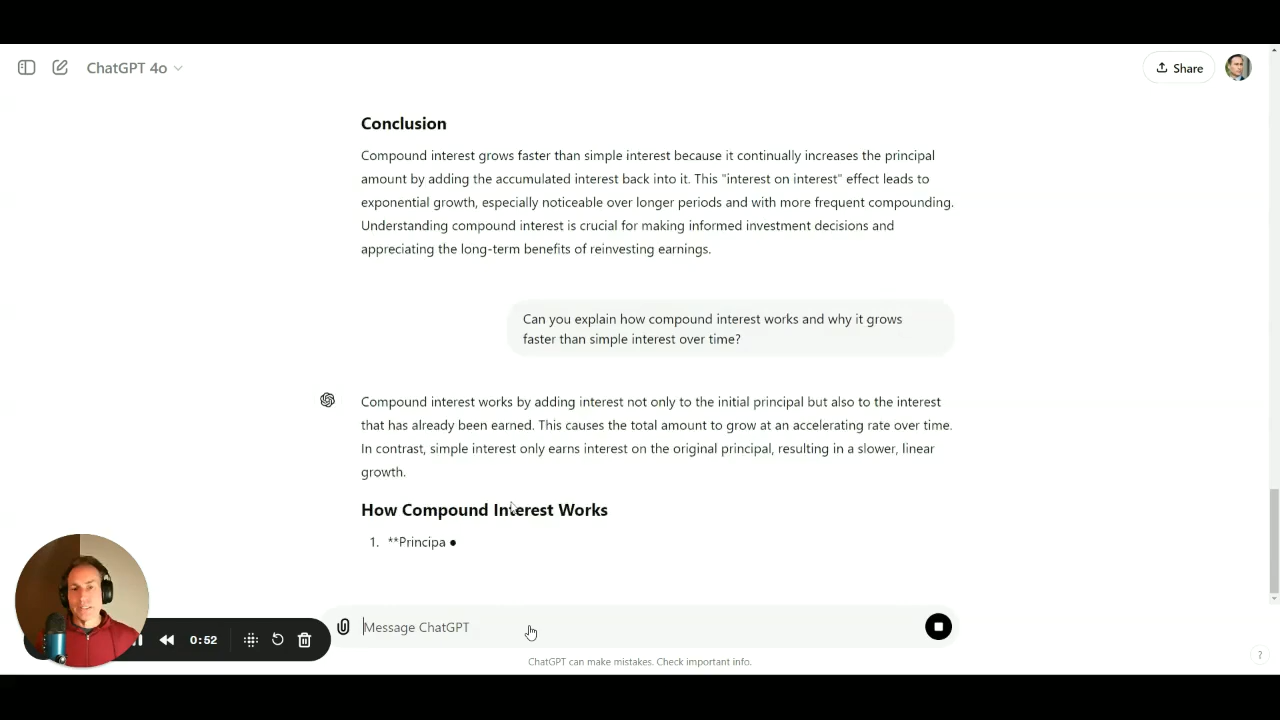 ChatGPT 4o
Share
Conclusion
Compound interest grows faster than simple interest because it continually increases the principal
amount by adding the accumulated interest back into it. This "interest on interest" effect leads to
exponential growth, especially noticeable over longer periods and with more frequent compounding.
Understanding compound interest is crucial for making informed investment decisions and
appreciating the long-term benefits of reinvesting earnings.
Can you explain how compound interest works and why it grows
faster than simple interest over time?
Compound interest works by adding interest not only to the initial principal but also to the interest
that has already been earned. This causes the total amount to grow at an accelerating rate over time.
In contrast, simple interest only earns interest on the original principal, resulting in a slower, linear
growth.
How Compound Interest Works
1. **Principa
Message ChatGPT
0:52
ChatGPT can make mistakes. Check important info.
?